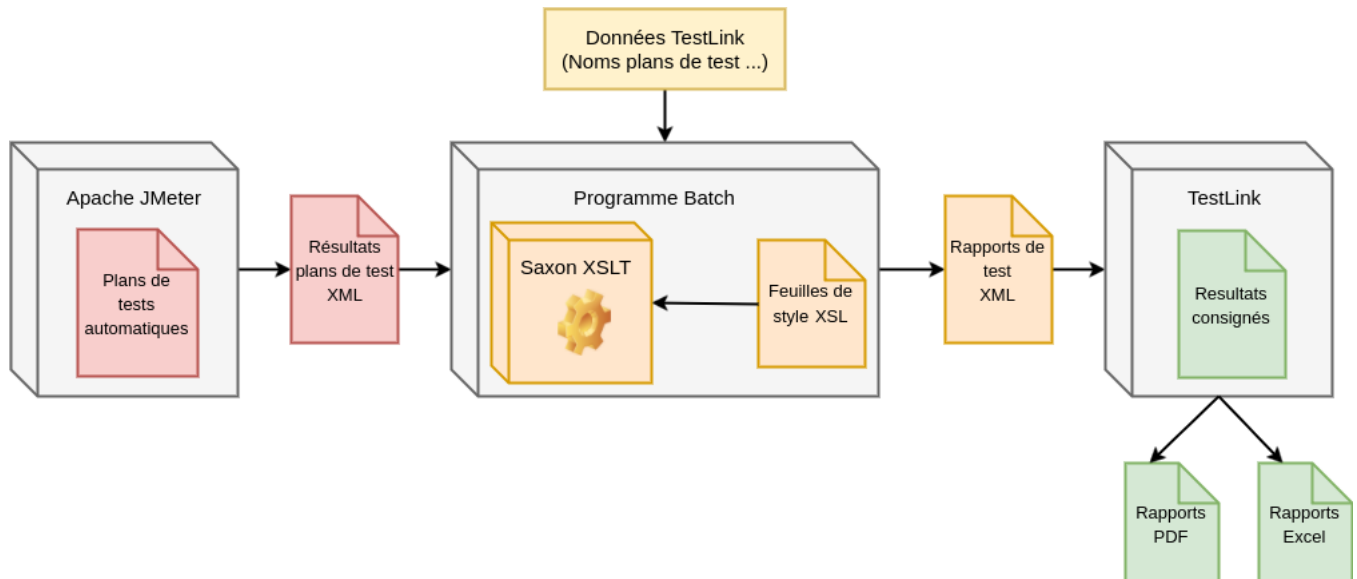 Données TestLink
(Noms plans de test ...)
Apache JMeter
Plans de
tests
automatiques
Résultats
plans de test
XML
Programme Batch
Saxon XSLT
Feuilles de
style XSL
Rapports de
test
XML
TestLink
Resultats
consignés
Rapports
PDF
Rapports
Excel